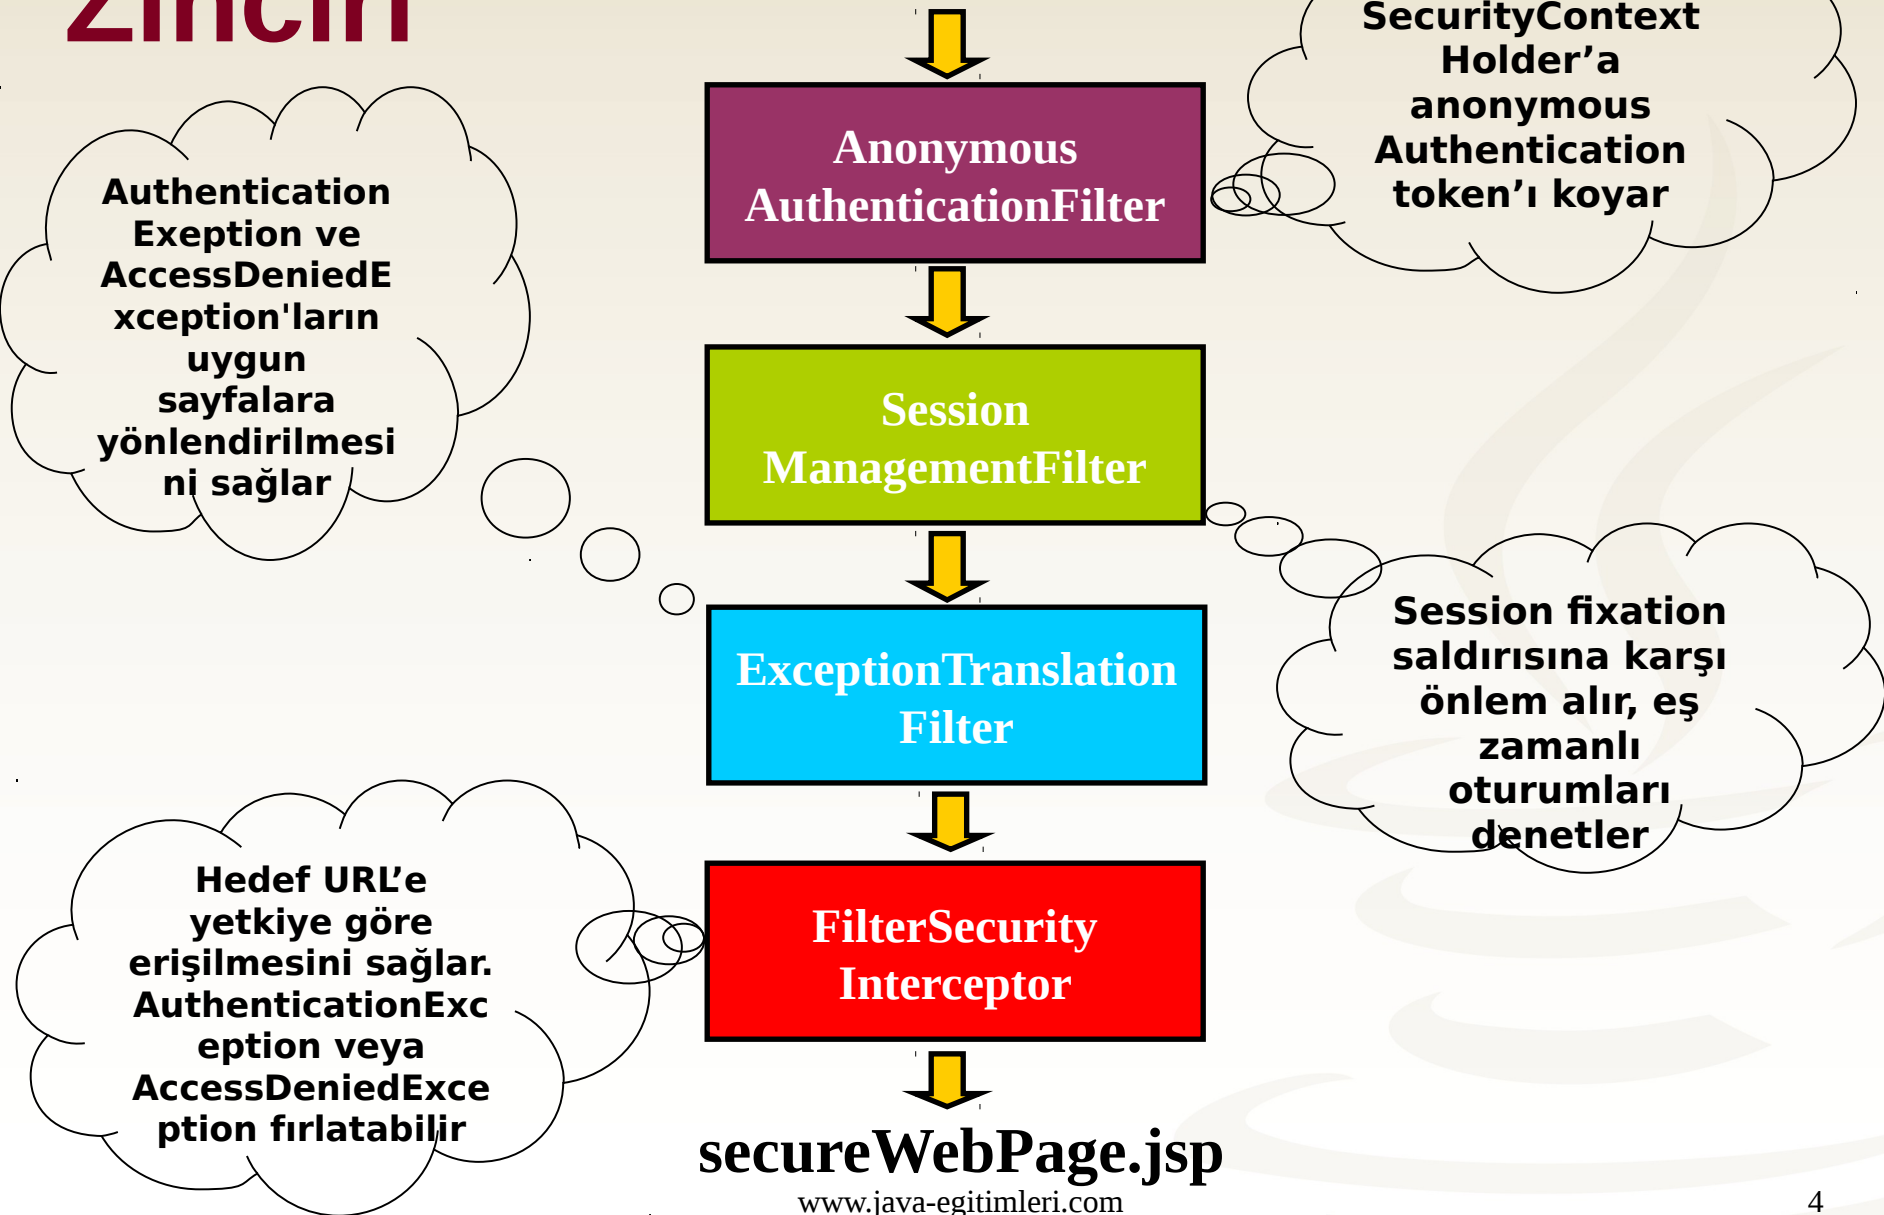 Zinciri
SecurityContext
Holder’a
anonymous
Authentication
token’ı koyar
Anonymous
AuthenticationFilter
Authentication
Exeption ve
AccessDeniedE
xception'ların
uygun
sayfalara
yönlendirilmesi
ni sağlar
Session
ManagementFilter
Session fixation
saldırısına karşı
önlem alır, eş
zamanlı
oturumları
denetler
ExceptionTranslation
Filter
Hedef URL’e
yetkiye göre
erişilmesini sağlar.
AuthenticationExc
eption veya
AccessDeniedExce
ption fırlatabilir
FilterSecurity
Interceptor
secureWebPage.jsp
www.java-egitimleri.com
4